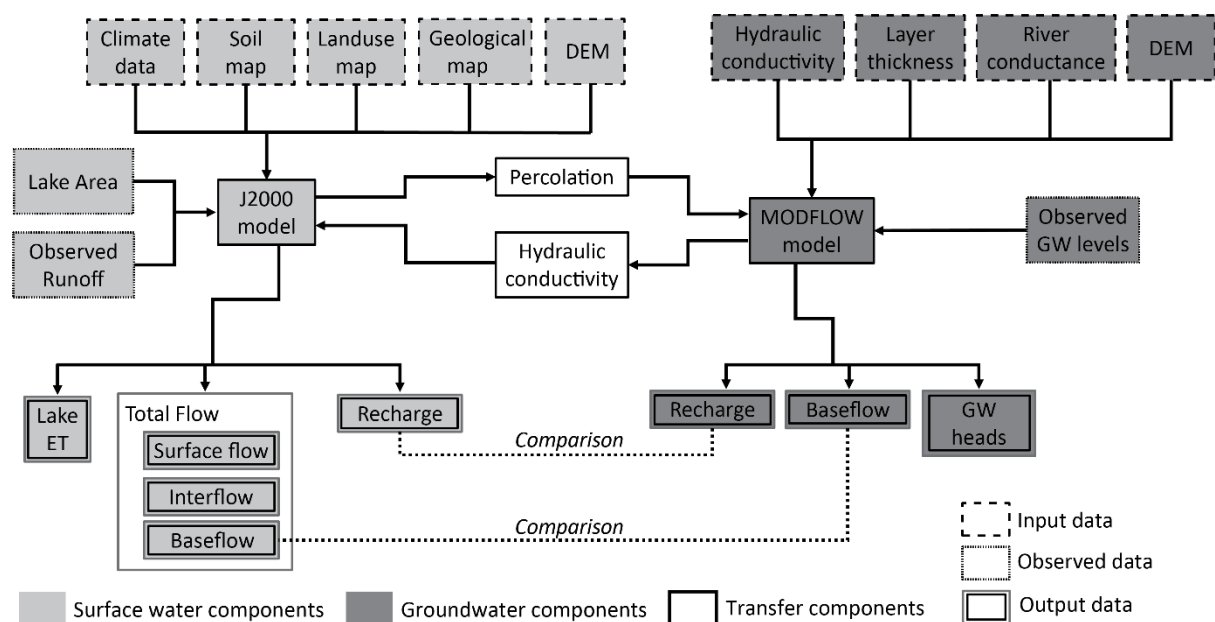 Climate
data
Soil
map
Landuse
map
Geological
map
DEM
Hydraulic
conductivity
Layer
thickness
River
conductance
DEM
Lake Area
Observed
Runoff
J2000
model
Percolation
Hydraulic
conductivity
MODFLOW
model
Observed
GW levels
Lake
ET
Total Flow
Surface flow
Interflow
Baseflow
Recharge
Comparison
Comparison
Recharge
Baseflow
GW
heads
Input data
Observed data
Output data
Surface water components
Groundwater components
Transfer components